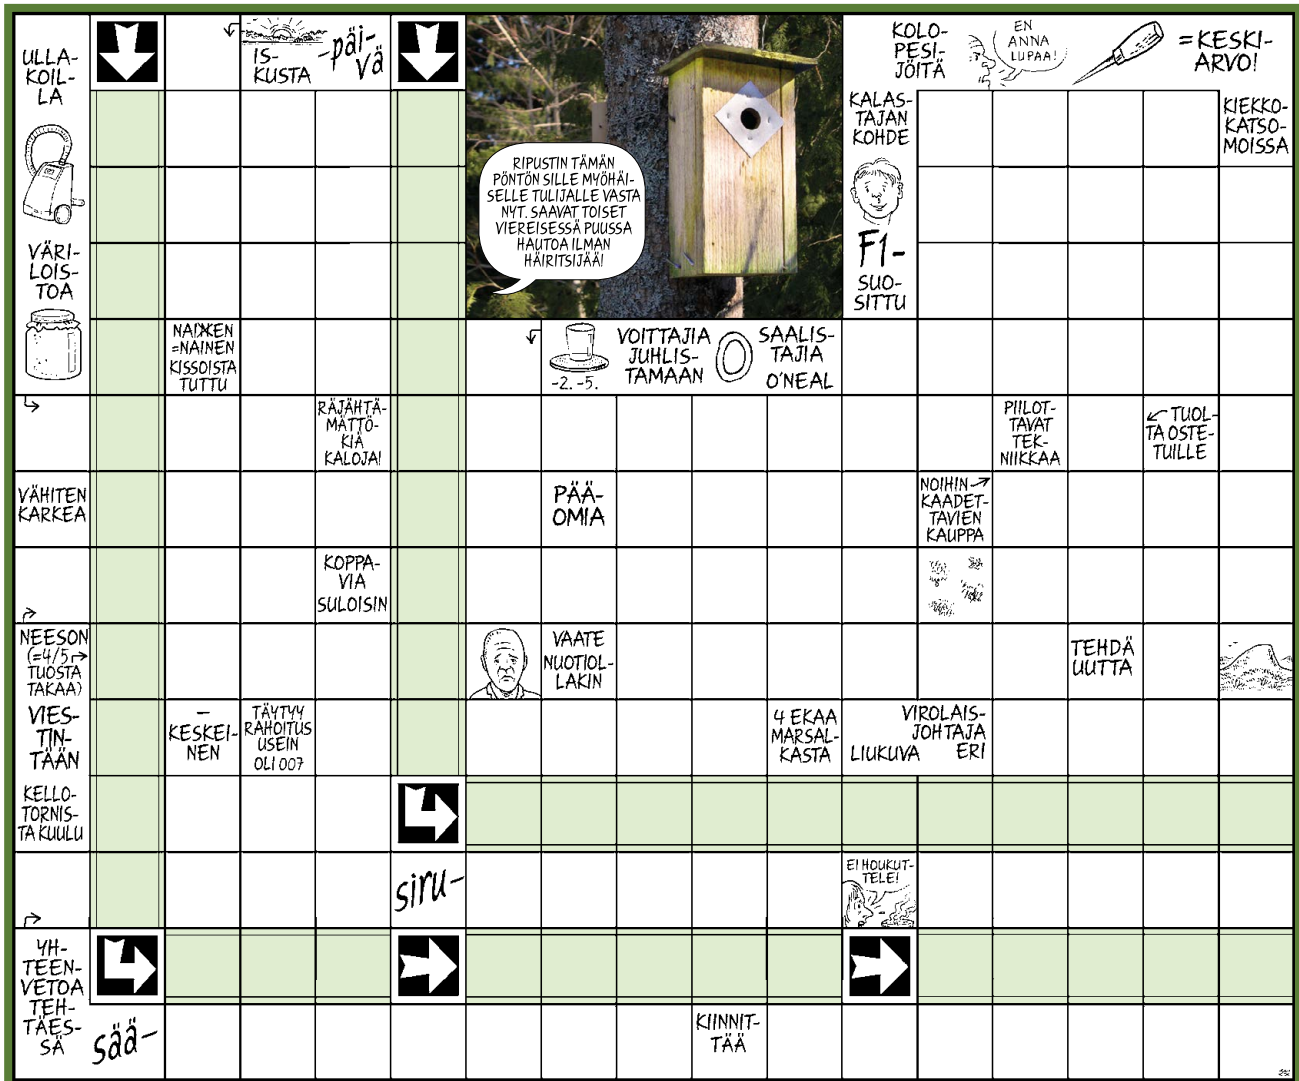 ULLA-
KOIL-
LA
IS-
KUSTA
-päi-
vä
KOLO-
PESI-
JÖITÄ
EN
ANNA
LUPAA!
=KESKI-
ARVO!
KALAS-
TAJAN
KOHDE
KIEKKO-
KATSO-
MOISSA
RIPUSTIN TÄMÄN
PÖNTÖN SILLE MYÖHÄI-
SELLE TULIJALLE VASTA
NYT. SAAVAT TOISET
VIEREISESSÄ PUUSSA
HAUTOA ILMAN
HÄIRITSIJÄÄ!
VÄRI-
LOIS-
TOA
F1-
SUO-
SITTU
NAIKEN
=NAINEN
KISSOISTA
TUTTU
-2. -5.
VOITTAJIA
JUHLIS-
TAMAAN
SAALIS-
TAJIA
O'NEAL
RÄJÄHTÄ-
MÄTTÖ-
KIÄ
KALOJA!
PIILOT-
TAVAT
TEK-
NIIKKAA
TUOL-
TA OSTE-
TUILLE
VÄHITEN
KARKEA
PÄÄ-
OMIA
NOIHIN
KAADET-
TAVIEN
KAUPPA
KOPPA-
VIA
SULOISIN
NEESON
(=4/5
TUOSTA
TAKAA)
VAATE
NUOTIOL-
LAKIN
TEHDÄ
UUTTA
VIES-
TIN-
TÄÄN
–
KESKEI-
NEN
TÄYTYY
RAHOITUS
USEIN
OLI 007
4 EKAA
MARSAL-
KASTA
VIROLAIS-
JOHTAJA
LIUKUVA ERI
KELLO-
TORNIS-
TA KUULU
siru-
EI HOUKUT-
TELE!
YH-
TEEN-
VETOA
TEH-
TÄES-
SÄ
sää-
KIINNIT-
TÄÄ